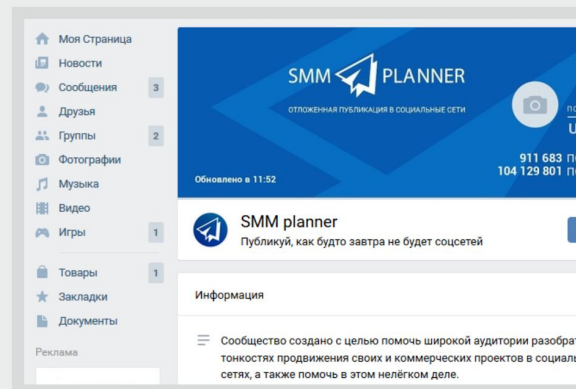 Моя Страница
Новости
Сообщения 3
Друзья
Группы 2
Фотографии
Музыка
Видео
Игры 1
Товары 1
Закладки
Документы
Реклама
SMM PLANNER
ОТЛОЖЕННАЯ ПУБЛИКАЦИЯ В СОЦИАЛЬНЫЕ СЕТИ
911 683
104 129 801
Обновлено в 11:52
SMM planner
Публикуй, как будто завтра не будет соцсетей
Информация
Сообщество создано с целью помочь широкой аудитории
тонкостях продвижения своих и коммерческих проектов в
сетях, а также помочь в этом нелёгком деле.